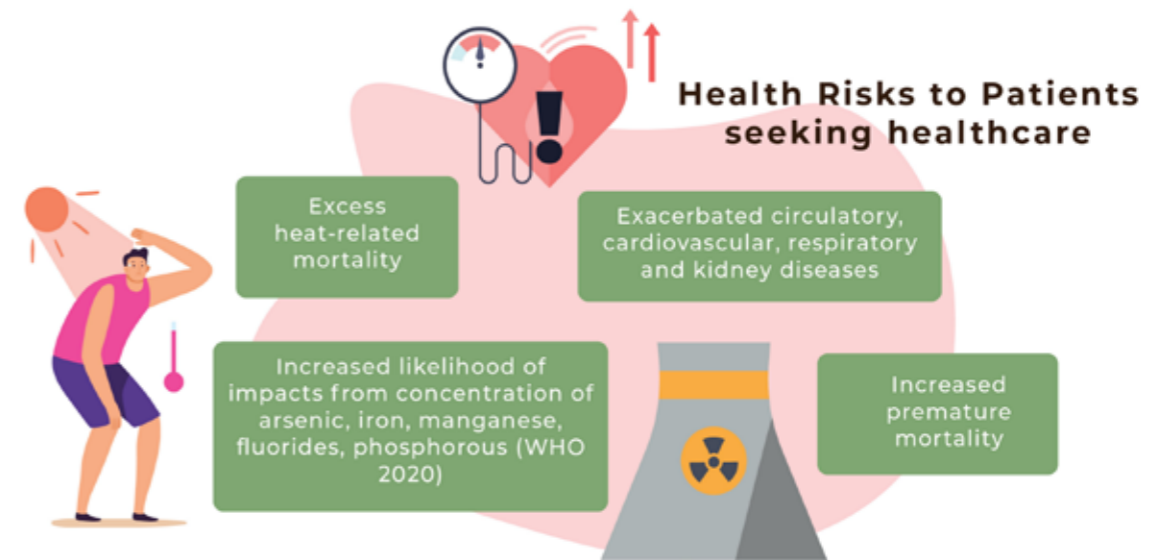 Health Risks to Patients
seeking healthcare
Excess
heat-related
mortality
Exacerbated circulatory,
cardiovascular, respiratory
and kidney diseases
Increased likelihood of
impacts from concentration of
arsenic, iron, manganese,
fluorides, phosphorous (WHO
2020)
Increased
premature
mortality